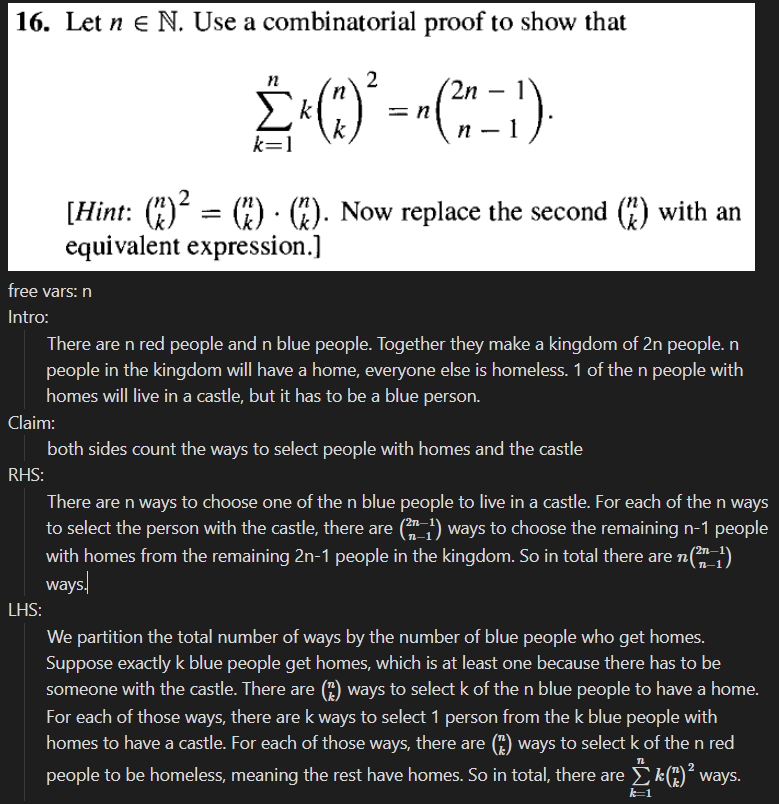 16. Let n ∈ ℕ. Use a combinatorial proof to show that
\sum_{k=1}^{n} k \binom{n}{k}^2 = n \binom{2n-1}{n-1}.
[Hint: \binom{n}{k}^2 = \binom{n}{k} · \binom{n}{k}. Now replace the second \binom{n}{k} with an
equivalent expression.]
free vars: n
Intro:
There are n red people and n blue people. Together they make a kingdom of 2n people. n
people in the kingdom will have a home, everyone else is homeless. 1 of the n people with
homes will live in a castle, but it has to be a blue person.
Claim:
both sides count the ways to select people with homes and the castle
RHS:
There are n ways to choose one of the n blue people to live in a castle. For each of the n ways
to select the person with the castle, there are \binom{2n-1}{n-1} ways to choose the remaining n-1 people
with homes from the remaining 2n-1 people in the kingdom. So in total there are n\binom{2n-1}{n-1}
ways.
LHS:
We partition the total number of ways by the number of blue people who get homes.
Suppose exactly k blue people get homes, which is at least one because there has to be
someone with the castle. There are \binom{n}{k} ways to select k of the n blue people to have a home.
For each of those ways, there are k ways to select 1 person from the k blue people with
homes to have a castle. For each of those ways, there are \binom{n}{k} ways to select k of the n red
people to be homeless, meaning the rest have homes. So in total, there are \sum_{k=1}^{n} k\binom{n}{k}^2 ways.